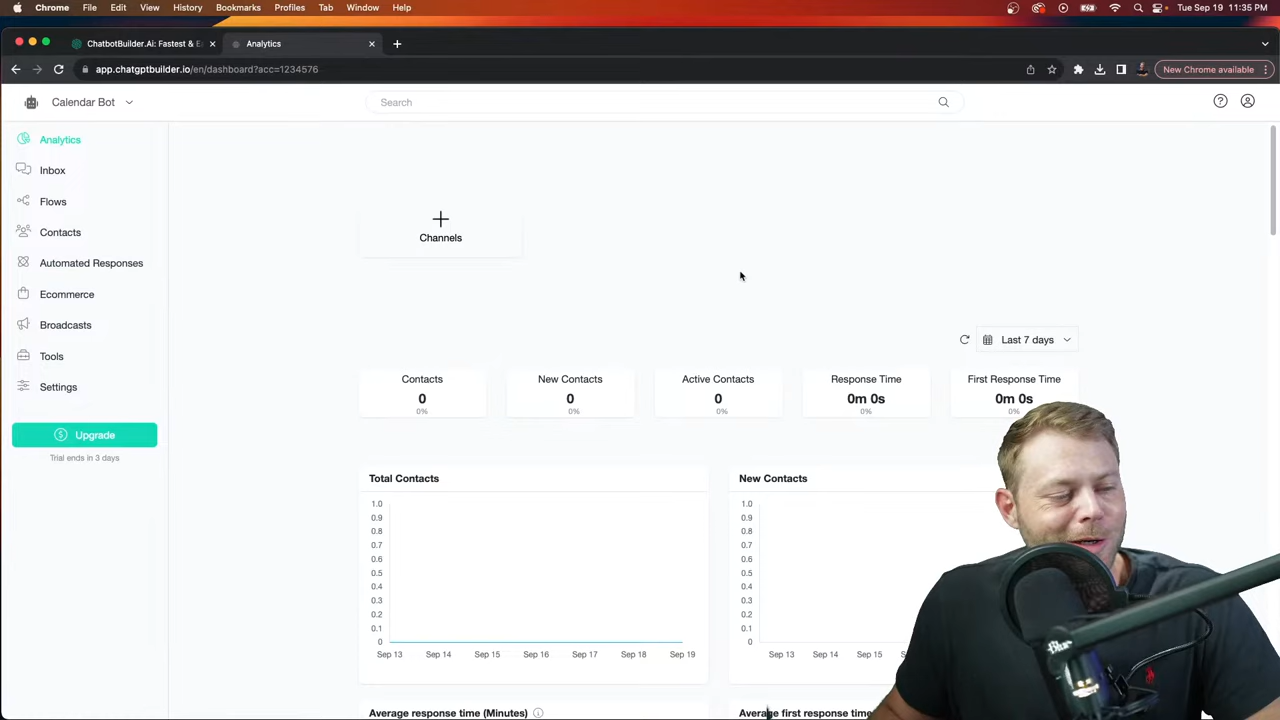 Chrome File Edit View History Bookmarks Profiles Tab Window Help Tue Sep 19 11:35 PM
ChatbotBuilder.Ai: Fastest & E Analytics
app.chatgptbuilder.io/en/dashboard?acc=1234576 New Chrome available
Calendar Bot Search
Analytics
Inbox
Flows
Contacts
Automated Responses
Ecommerce
Broadcasts
Tools
Settings
Upgrade
Trial ends in 3 days
Channels
Last 7 days
Contacts New Contacts Active Contacts Response Time First Response Time
0 0 0 0m 0s 0m 0s
0% 0% 0% 0% 0%
Total Contacts
1.0
0.9
0.8
0.7
0.6
0.5
0.4
0.3
0.2
0.1
0
Sep 13 Sep 14 Sep 15 Sep 16 Sep 17 Sep 18 Sep 19
New Contacts
1.0
0.9
0.8
0.7
0.6
0.5
0.4
0.3
0.2
0.1
0
Sep 13 Sep 14 Sep 15
Average response time (Minutes)
Average first response time
Blue